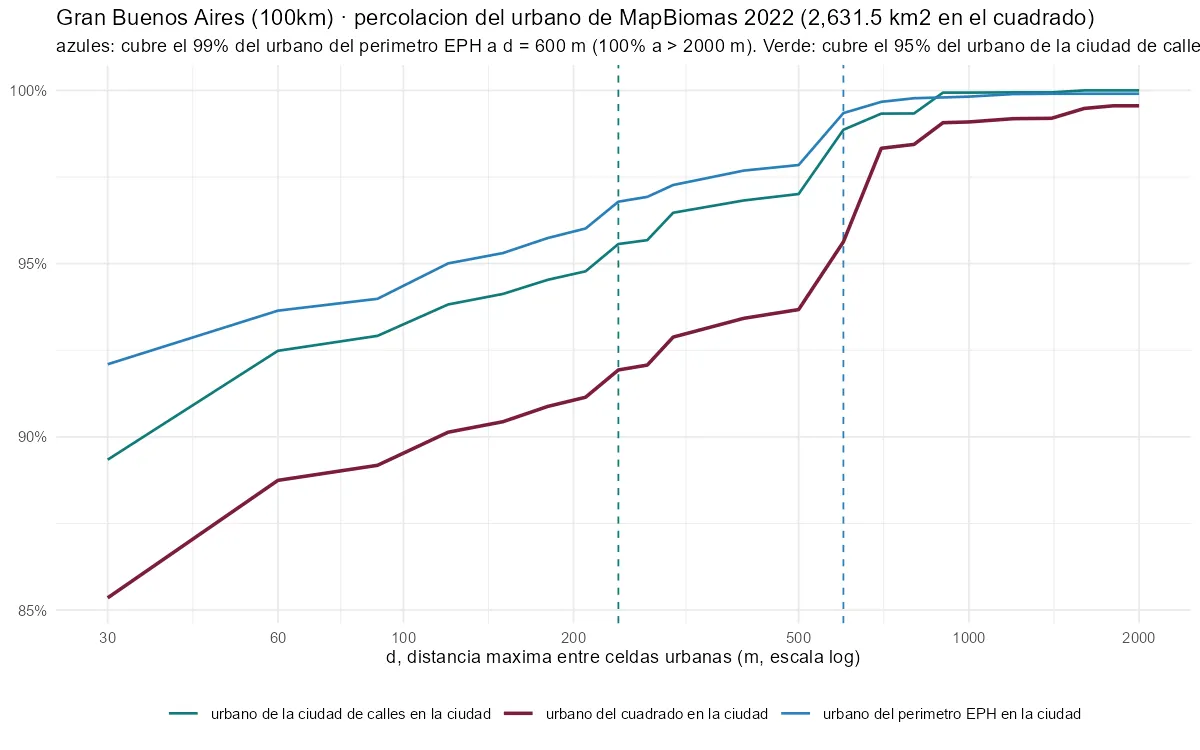 Gran Buenos Aires (100km) · percolacion del urbano de MapBiomas 2022 (2,631.5 km2 en el cuadrado)
azules: cubre el 99% del urbano del perimetro EPH a d = 600 m (100% a > 2000 m). Verde: cubre el 95% del urbano de la ciudad de calle
100%
95%
90%
85%
30 60 100 200 500 1000 2000
d, distancia maxima entre celdas urbanas (m, escala log)
urbano de la ciudad de calles en la ciudad urbano del cuadrado en la ciudad urbano del perimetro EPH en la ciudad